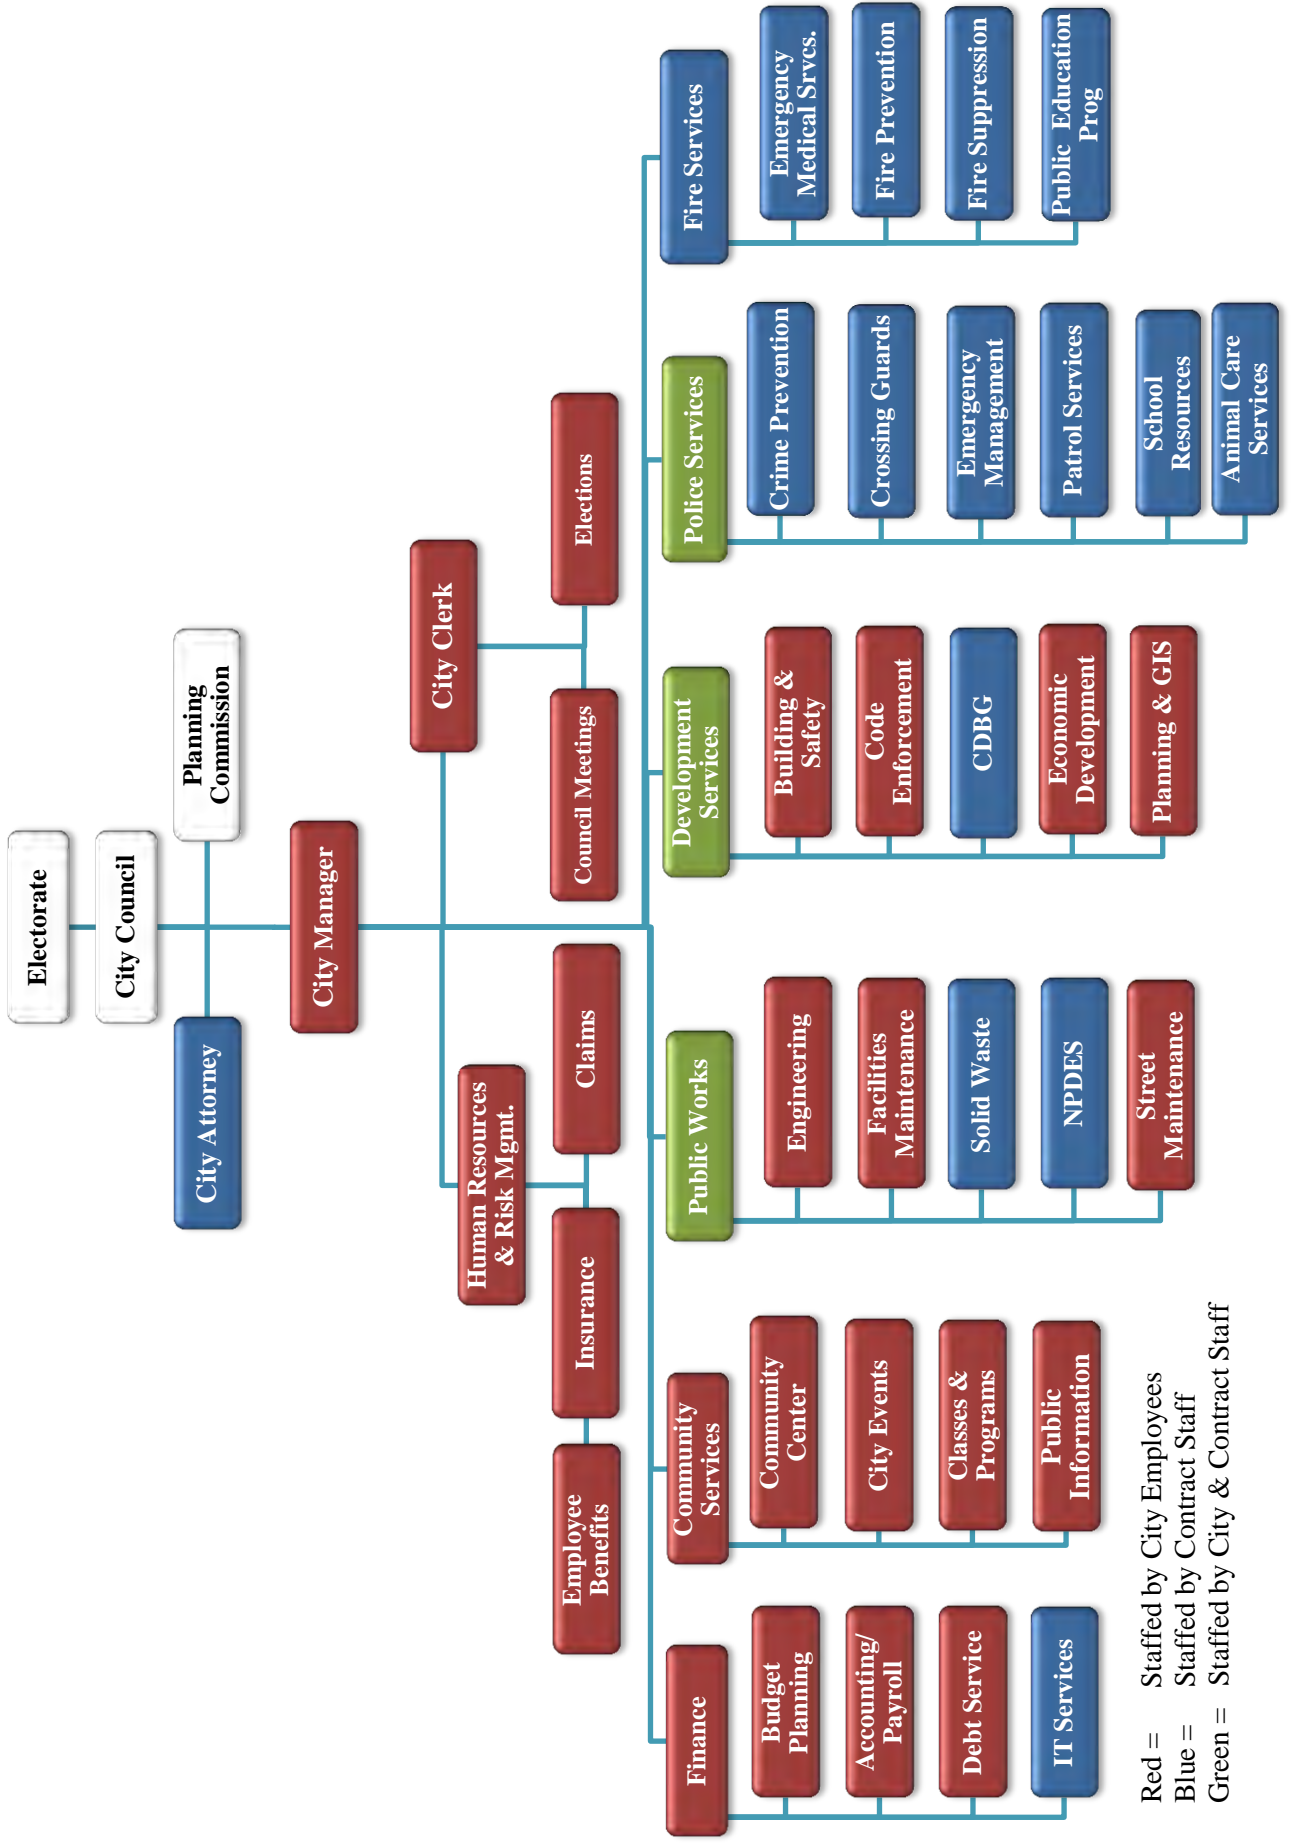 Electorate
City Council
City Attorney
Planning
Commission
City Manager
Human Resources
& Risk Mgmt.
City Clerk
Employee
Benefits
Insurance
Claims
Council Meetings
Elections
Finance
Budget
Planning
Accounting/
Payroll
Debt Service
IT Services
Community
Services
Community
Center
City Events
Classes &
Programs
Public
Information
Public Works
Engineering
Facilities
Maintenance
Solid Waste
NPDES
Street
Maintenance
Development
Services
Building &
Safety
Code
Enforcement
CDBG
Economic
Development
Planning & GIS
Police Services
Crime Prevention
Crossing Guards
Emergency
Management
Patrol Services
School
Resources
Animal Care
Services
Fire Services
Emergency
Medical Srvcs.
Fire Prevention
Fire Suppression
Public Education
Prog
Red = Staffed by City Employees
Blue = Staffed by Contract Staff
Green = Staffed by City & Contract Staff